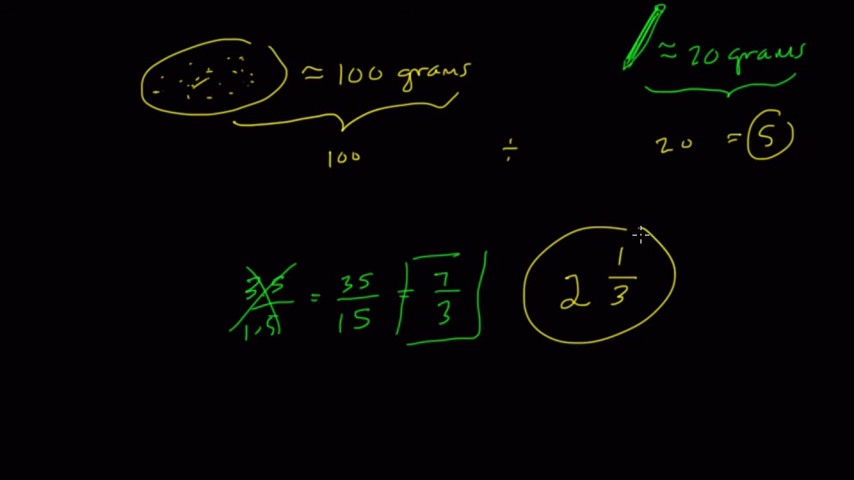 ≈ 100 grams
≈ 20 grams
100 ÷ 20 = 5
3.5/1.5 = 35/15 = 7/3
2 1/3